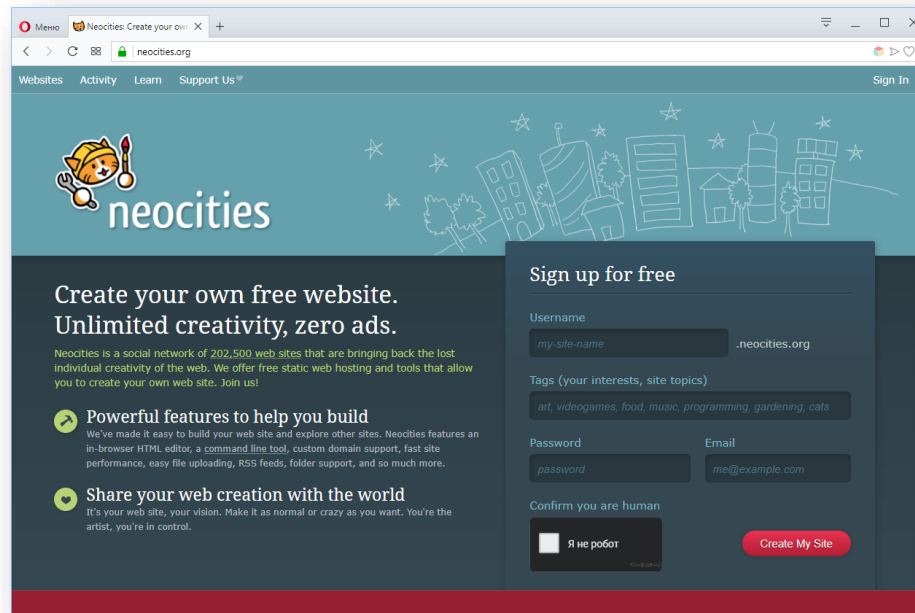 Меню
Neocities: Create your own
neocities.org
Websites Activity Learn Support Us Sign In
neocities
Create your own free website.
Unlimited creativity, zero ads.
Neocities is a social network of 202,500 web sites that are bringing back the lost
individual creativity of the web. We offer free static web hosting and tools that allow
you to create your own web site. Join us!
Powerful features to help you build
We've made it easy to build your web site and explore other sites. Neocities features an
in-browser HTML editor, a command line tool, custom domain support, fast site
performance, easy file uploading, RSS feeds, folder support, and so much more.
Share your web creation with the world
It's your web site, your vision. Make it as normal or crazy as you want. You're the
artist, you're in control.
Sign up for free
Username
my-site-name .neocities.org
Tags (your interests, site topics)
art, videogames, food, music, programming, gardening, cats
Password Email
password me@example.com
Confirm you are human
Я не робот
Create My Site